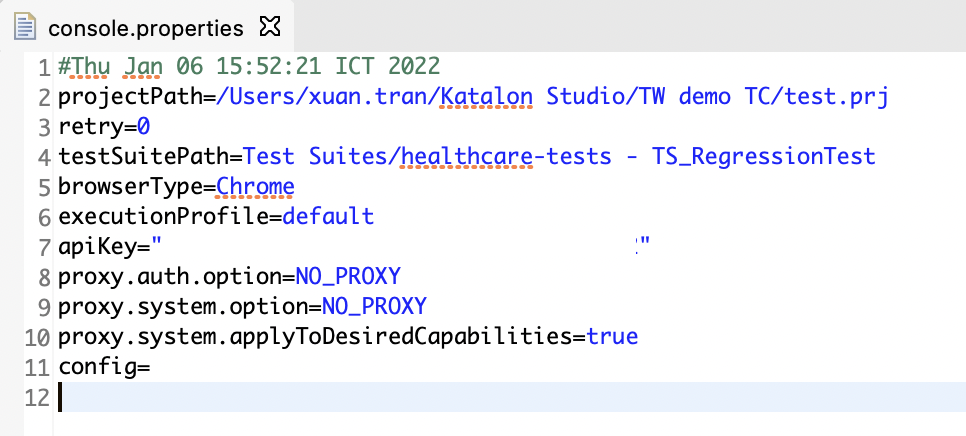 console.properties
1 #Thu Jan 06 15:52:21 ICT 2022
2 projectPath=/Users/xuan.tran/Katalon Studio/TW demo TC/test.prj
3 retry=0
4 testSuitePath=Test Suites/healthcare-tests - TS_RegressionTest
5 browserType=Chrome
6 executionProfile=default
7 apiKey=" "
8 proxy.auth.option=NO_PROXY
9 proxy.system.option=NO_PROXY
10 proxy.system.applyToDesiredCapabilities=true
11 config=
12